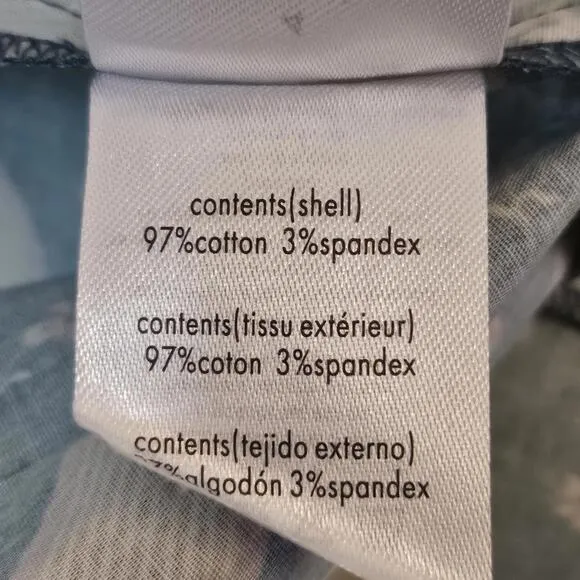 contents(shell)
97%cotton 3%spandex
contents(tissu extérieur)
97%coton 3%spandex
contents(tejido externo)
97%algodón 3%spandex